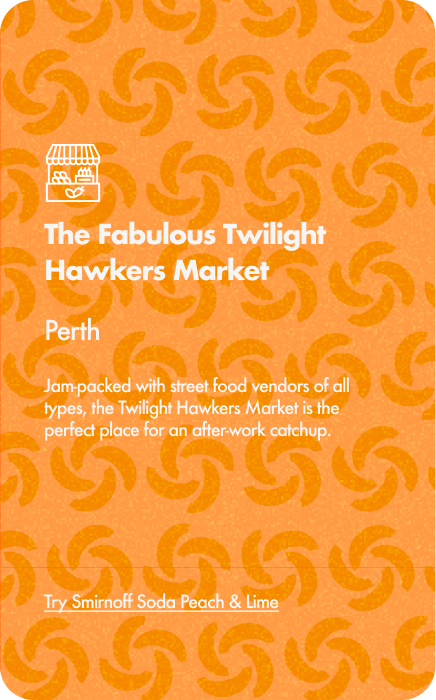 The Fabulous Twilight
Hawkers Market
Perth
Jam-packed with street food vendors of all
types, the Twilight Hawkers Market is the
perfect place for an after-work catchup.
Try Smirnoff Soda Peach & Lime